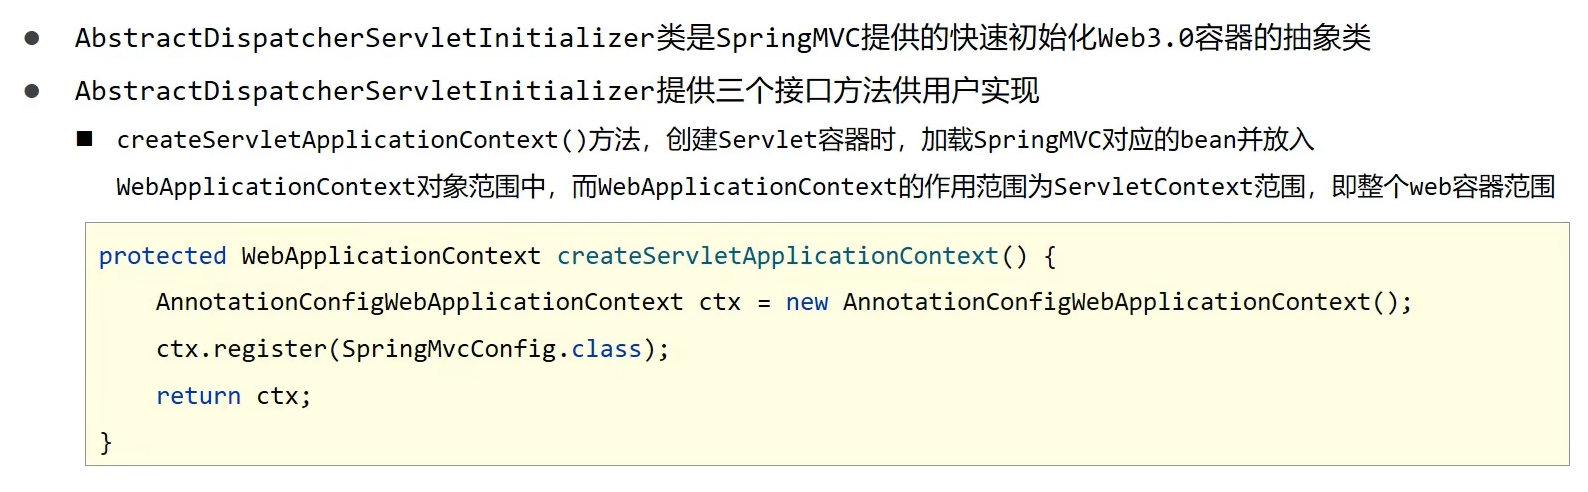 ● AbstractDispatcherServletInitializer类是SpringMVC提供的快速初始化Web3.0容器的抽象类
● AbstractDispatcherServletInitializer提供三个接口方法供用户实现
■ createServletApplicationContext()方法，创建Servlet容器时，加载SpringMVC对应的bean并放入
WebApplicationContext对象范围中，而WebApplicationContext的作用范围为ServletContext范围，即整个web容器范围
protected WebApplicationContext createServletApplicationContext() {
    AnnotationConfigWebApplicationContext ctx = new AnnotationConfigWebApplicationContext();
    ctx.register(SpringMvcConfig.class);
    return ctx;
}